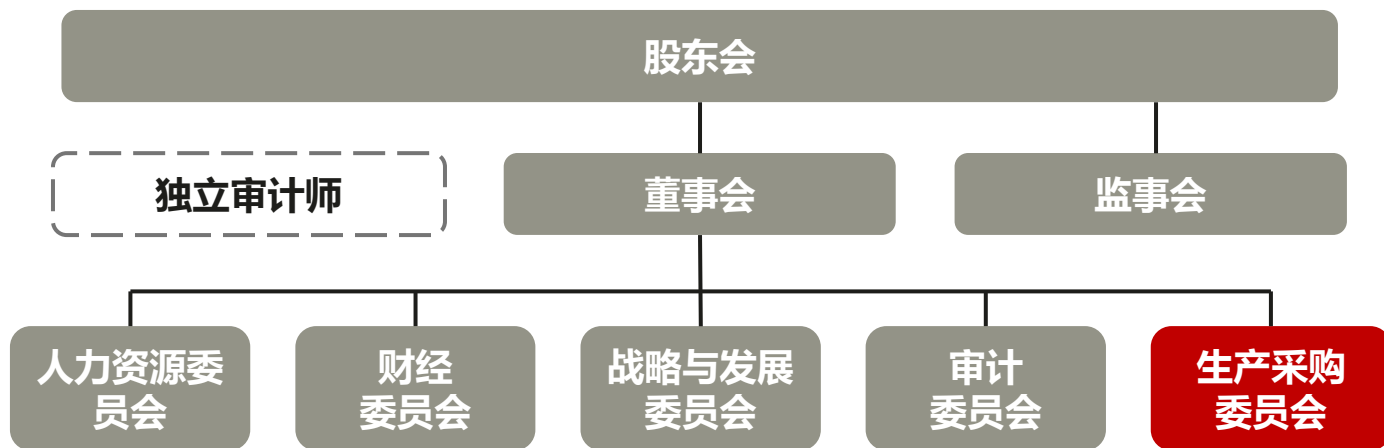 股东会
独立审计师
董事会
监事会
人力资源委
员会
财经
委员会
战略与发展
委员会
审计
委员会
生产采购
委员会